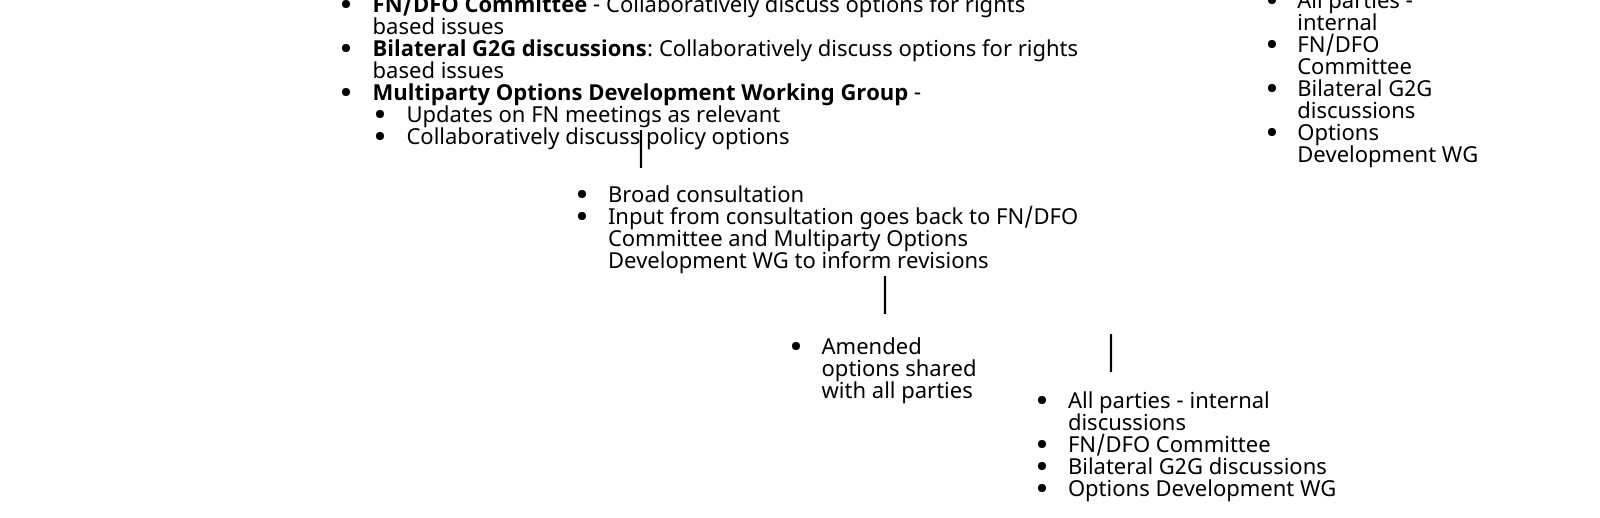 FN/DFO Committee - Collaboratively discuss options for rights
based issues
Bilateral G2G discussions: Collaboratively discuss options for rights
based issues
Multiparty Options Development Working Group -
Updates on FN meetings as relevant
Collaboratively discuss policy options
All parties -
internal
FN/DFO
Committee
Bilateral G2G
discussions
Options
Development WG
Broad consultation
Input from consultation goes back to FN/DFO
Committee and Multiparty Options
Development WG to inform revisions
Amended
options shared
with all parties
All parties - internal
discussions
FN/DFO Committee
Bilateral G2G discussions
Options Development WG